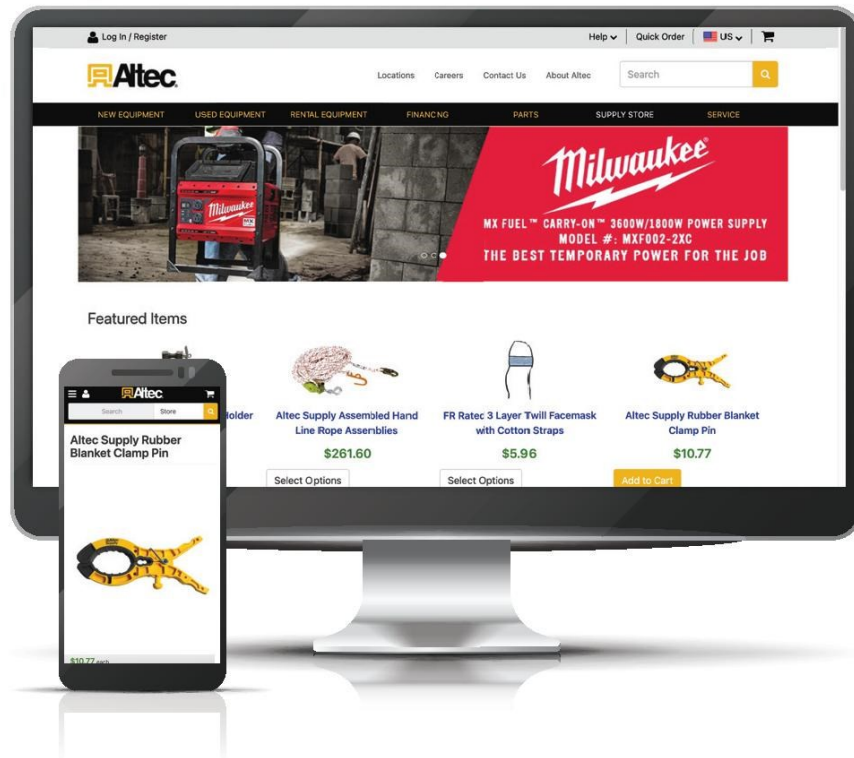 Log In / Register
Help
Quick Order
US
Altec
Locations
Careers
Contact Us
About Altec
Search
NEW EQUIPMENT
USED EQUIPMENT
RENTAL EQUIPMENT
FINANCNG
PARTS
SUPPLY STORE
SERVICE
Milwaukee
Milwaukee
MX FUEL™ CARRY-ON™ 3600W/1800W POWER SUPPLY
MODEL #: MXF002-2XC
THE BEST TEMPORARY POWER FOR THE JOB
Featured Items
Holder
Altec Supply Assembled Hand
Line Rope Assemblies
$261.60
Select Options
FR Ratec 3 Layer Twill Facemask
with Cotton Straps
$5.96
Select Options
Altec Supply Rubber Blanket
Clamp Pin
$10.77
Add to Cart
Altec
Search
Store
Altec Supply Rubber
Blanket Clamp Pin
$10.77 each